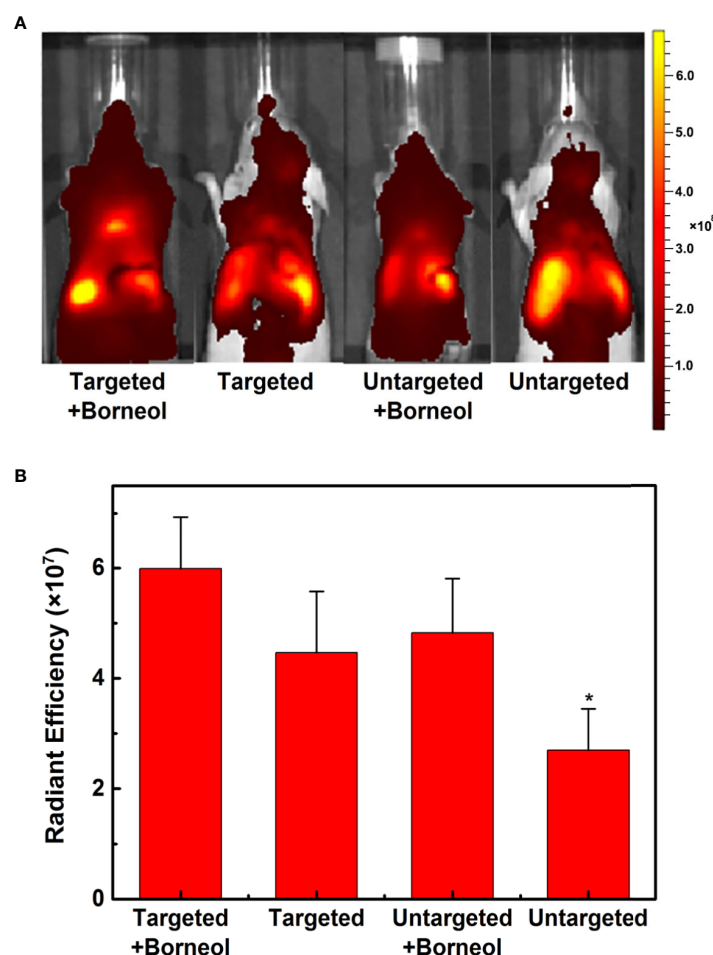 A
6.0
5.0
4.0
×10⁸
3.0
2.0
1.0
Targeted
+Borneol
Targeted
Untargeted
+Borneol
Untargeted
B
Radiant Efficiency (×10⁷)
6
4
2
0
*
Targeted
+Borneol
Targeted
Untargeted
+Borneol
Untargeted